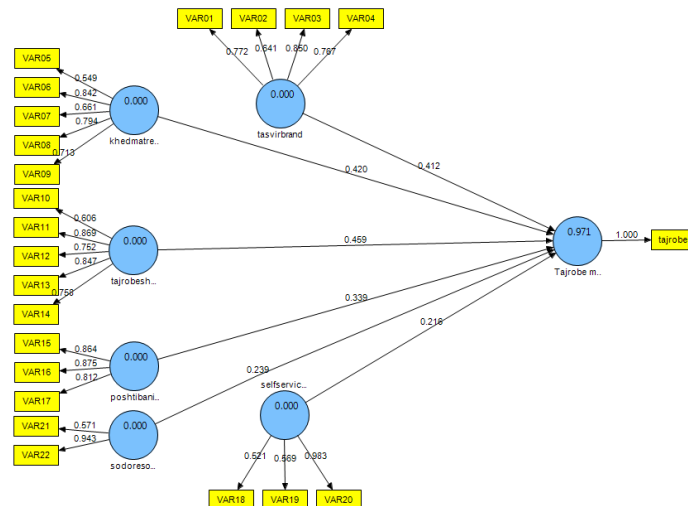 VAR01
VAR02
VAR03
VAR04
0.772
0.641
0.850
0.767
0.000
tasvirbrand
VAR05
VAR06
VAR07
VAR08
VAR09
0.549
0.842
0.661
0.794
0.713
0.000
khedmatre..
0.420
0.412
VAR10
VAR11
VAR12
VAR13
VAR14
0.606
0.869
0.752
0.847
0.000
tajrobesh..
0.459
0.971
Tajrobe m..
1.000
tajrobe
VAR15
VAR16
VAR17
0.864
0.875
0.812
0.000
poshtibani..
0.339
VAR21
VAR22
0.571
0.943
0.000
sodoreso..
0.239
selfservic..
0.000
0.216
0.521
0.569
0.983
VAR18
VAR19
VAR20